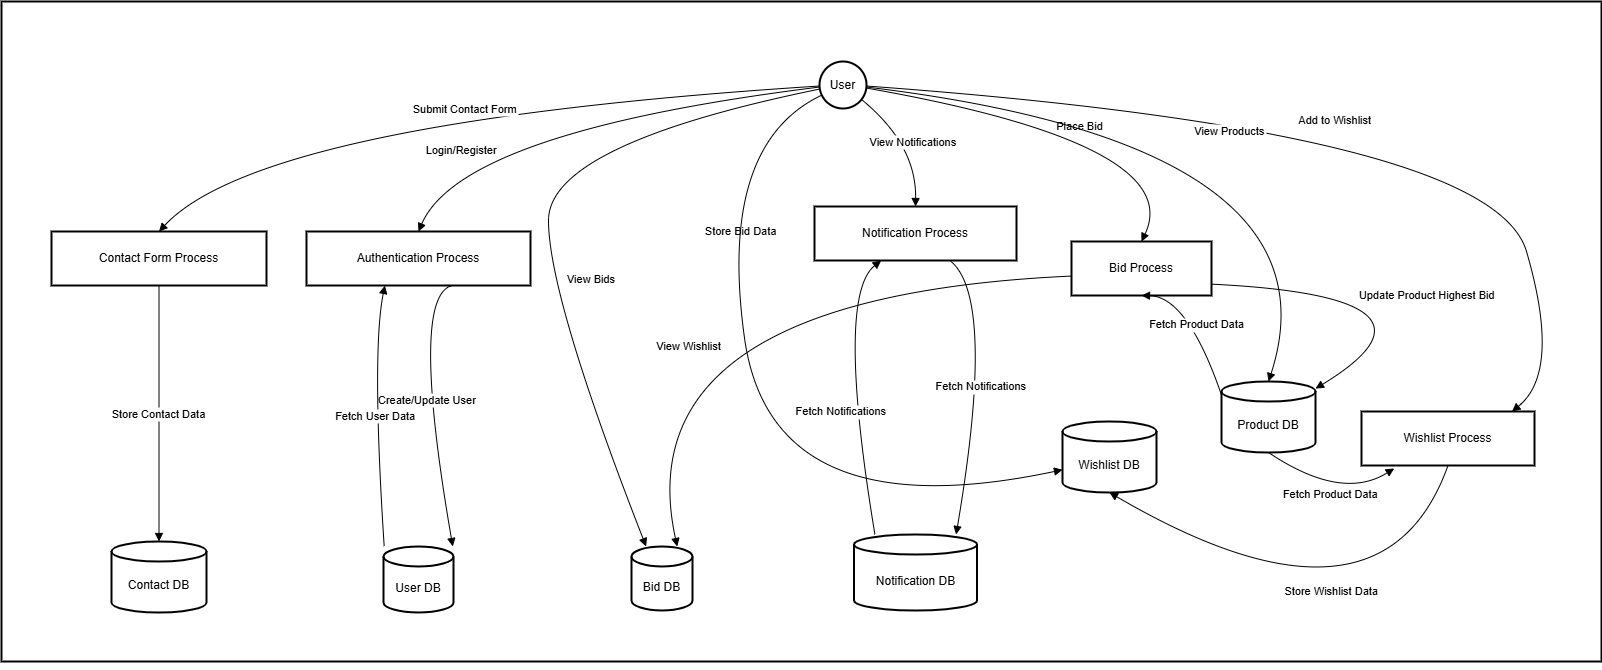 User
Submit Contact Form
Add to Wishlist
Place Bid
View Products
View Notifications
Login/Register
Store Bid Data
Notification Process
Contact Form Process
Authentication Process
Bid Process
View Bids
Update Product Highest Bid
Fetch Product Data
View Wishlist
Fetch Notifications
Create/Update User
Fetch Notifications
Store Contact Data
Fetch User Data
Product DB
Wishlist Process
Wishlist DB
Fetch Product Data
Notification DB
Contact DB
User DB
Bid DB
Store Wishlist Data